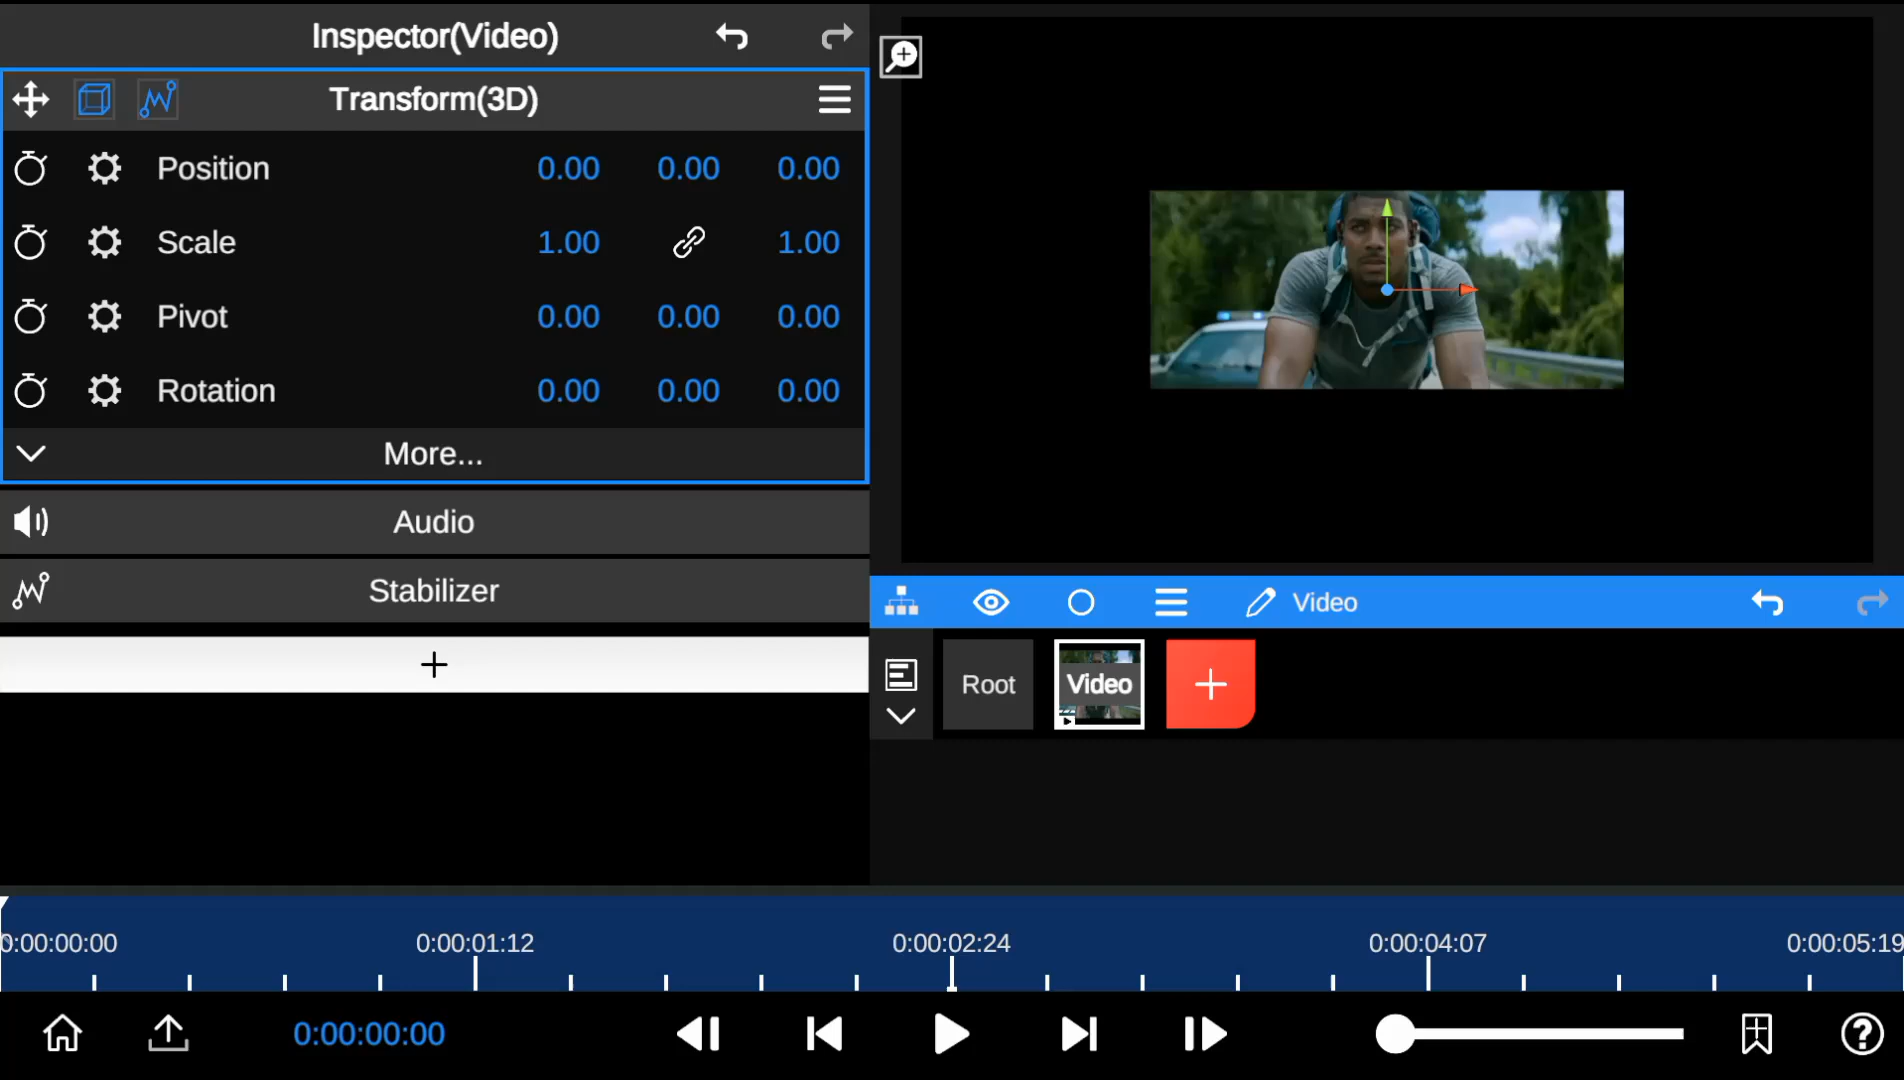 Inspector(Video)
Transform(3D)
Position 0.00 0.00 0.00
Scale 1.00 1.00
Pivot 0.00 0.00 0.00
Rotation 0.00 0.00 0.00
More...
Audio
Stabilizer
+
Video
Root Video +
0:00:00:00 0:00:01:12 0:00:02:24 0:00:04:07 0:00:05:19
0:00:00:00